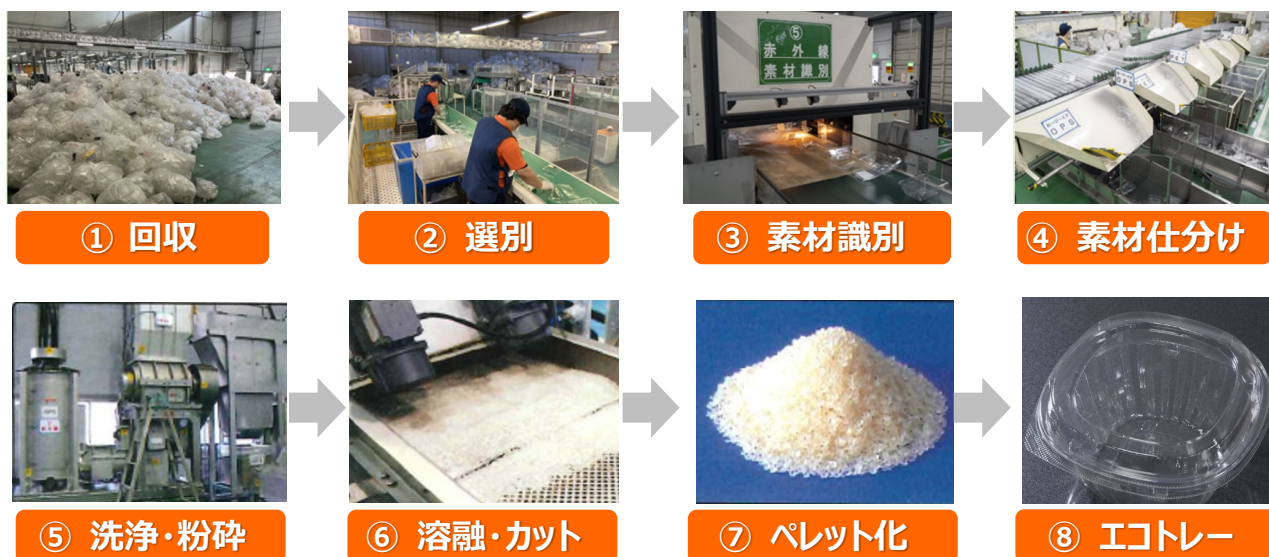 ⑤
赤外線
素材識別
OPS
① 回収
② 選別
③ 素材識別
④ 素材仕分け
⑤ 洗浄・粉砕
⑥ 溶融・カット
⑦ ペレット化
⑧ エコトレー